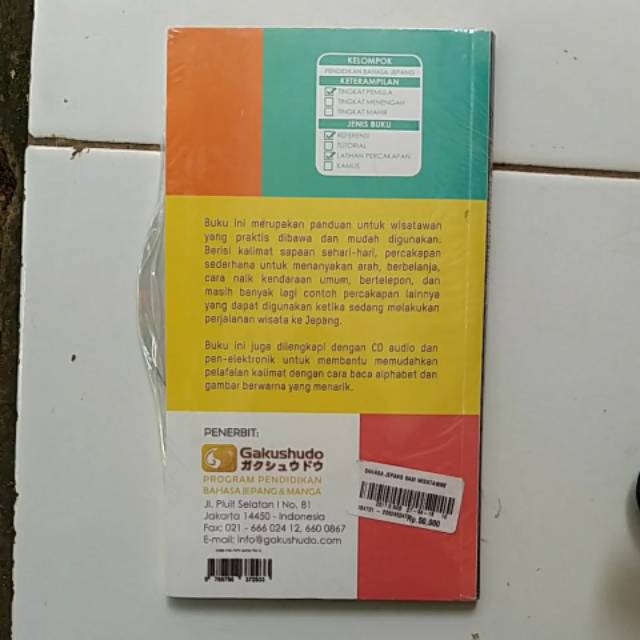 KELOMPOK
PENDIDIKAN BAHASA JEPANG
KETERAMPILAN
TINGKAT PEMULA
TINGKAT MENENGAH
TINGKAT MAHIR
JENIS BUKU
REFERENSI
TUTORIAL
LATIHAN PERCAKAPAN
KAMUS
Buku ini merupakan panduan untuk wisatawan
yang praktis dibawa dan mudah digunakan.
Berisi kalimat sapaan sehari-hari, percakapan
sederhana untuk menanyakan arah, berbelanja,
cara naik kendaraan umum, bertelepon, dan
masih banyak lagi contoh percakapan lainnya
yang dapat digunakan ketika sedang melakukan
perjalanan wisata ke Jepang.
Buku ini juga dilengkapi dengan CD audio dan
pen-elektronik untuk membantu memudahkan
pelafalan kalimat dengan cara baca alphabet dan
gambar berwarna yang menarik.
PENERBIT:
Gakushudo
ガクシュウドウ
PROGRAM PENDIDIKAN
BAHASA JEPANG & MANGA
Jl. Pluit Selatan I No. 81
Jakarta 14450 - Indonesia
Fax: 021 - 666 024 12, 660 0867
E-mail: info@gakushudo.com
BAHASA JEPANG BAGI WISATAWAN